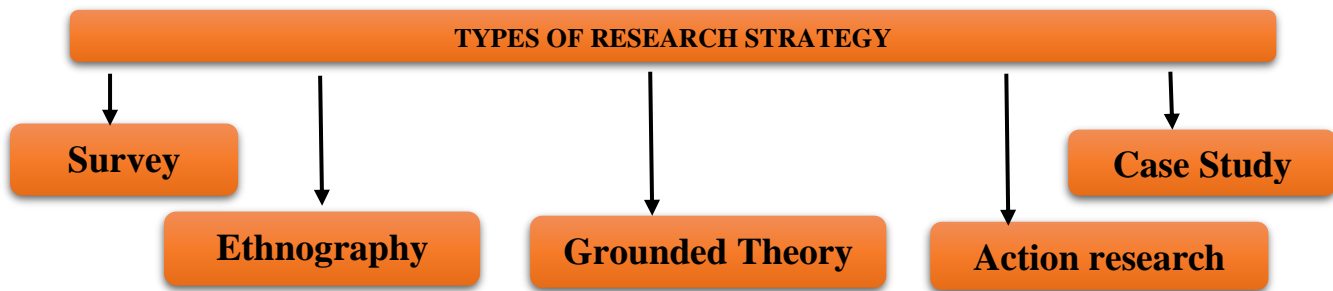 TYPES OF RESEARCH STRATEGY
Survey
Case Study
Ethnography
Grounded Theory
Action research